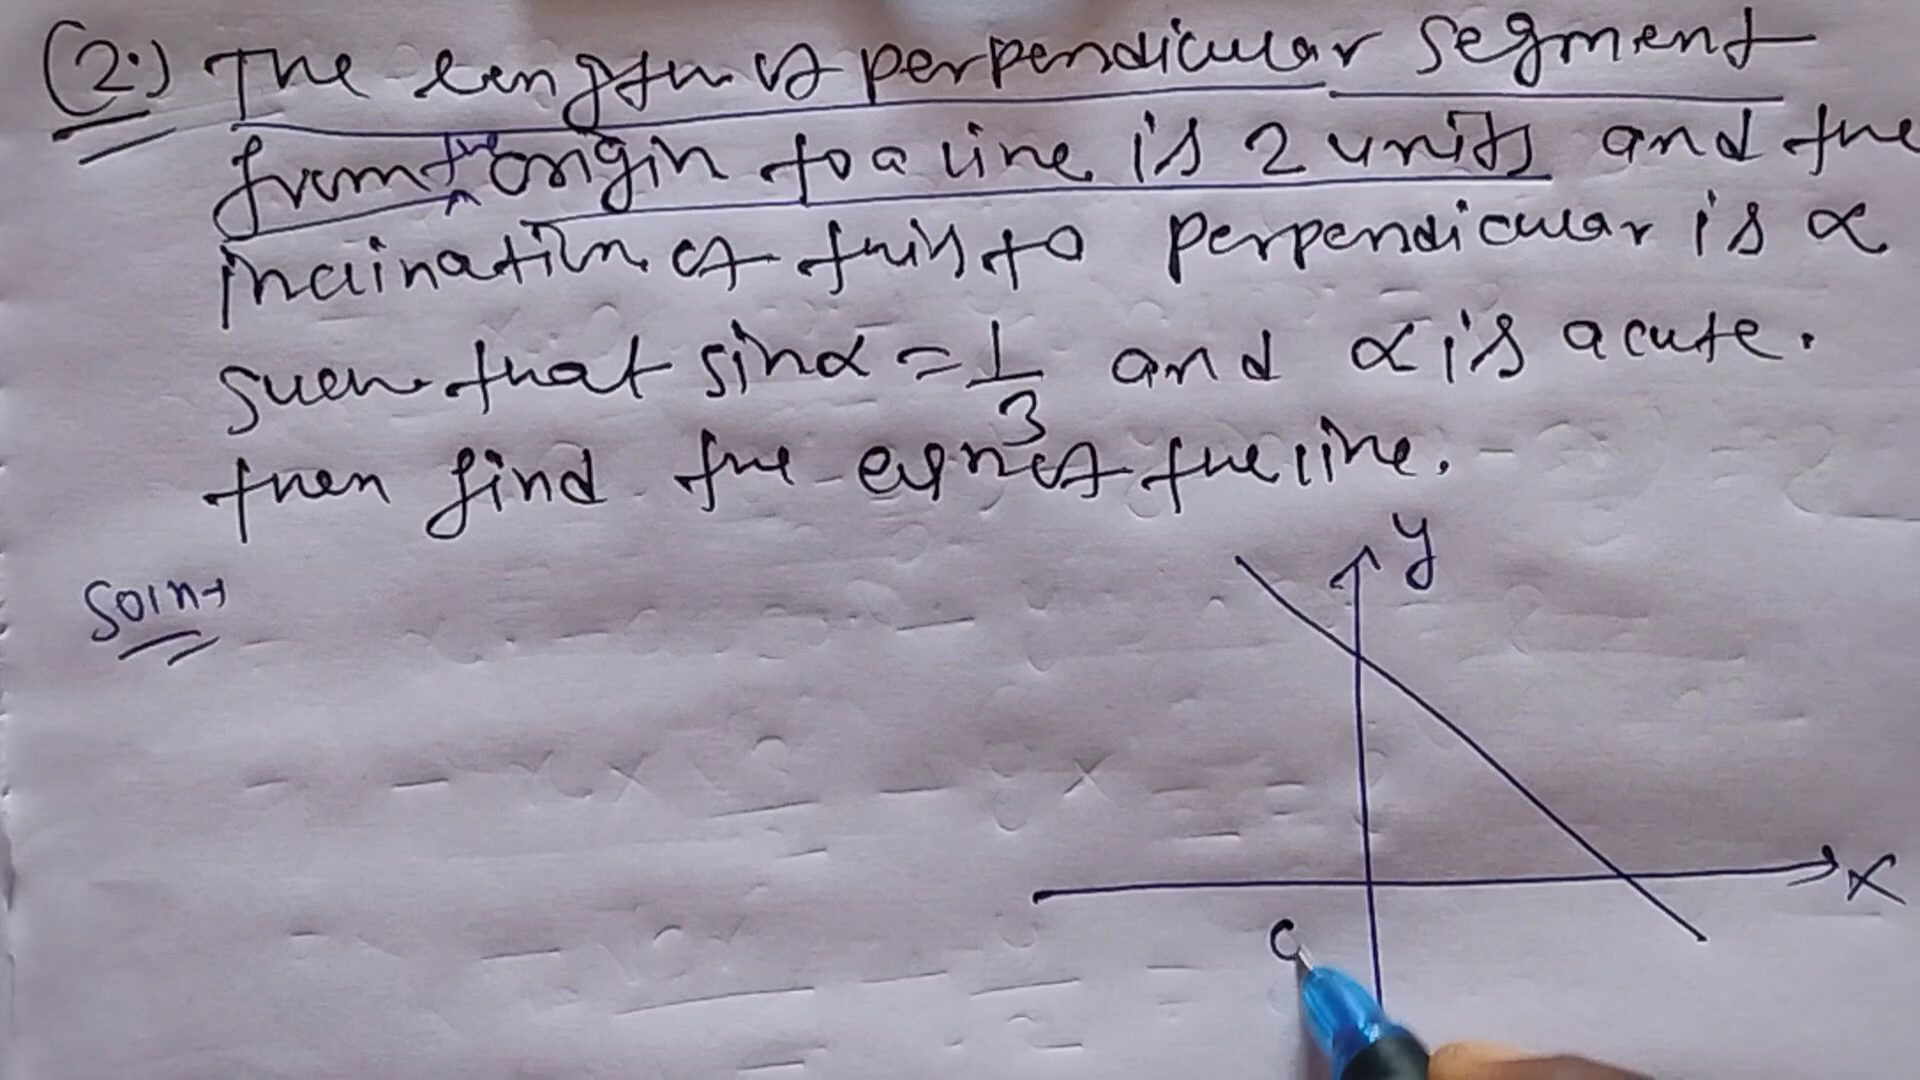 (2.) The length of perpendicular segment
from the origin to a line is 2 units and the
inclination of this to perpendicular is α
such that sinα = 1/3 and α is acute.
then find the eqn of the line.
Soln→
y
x